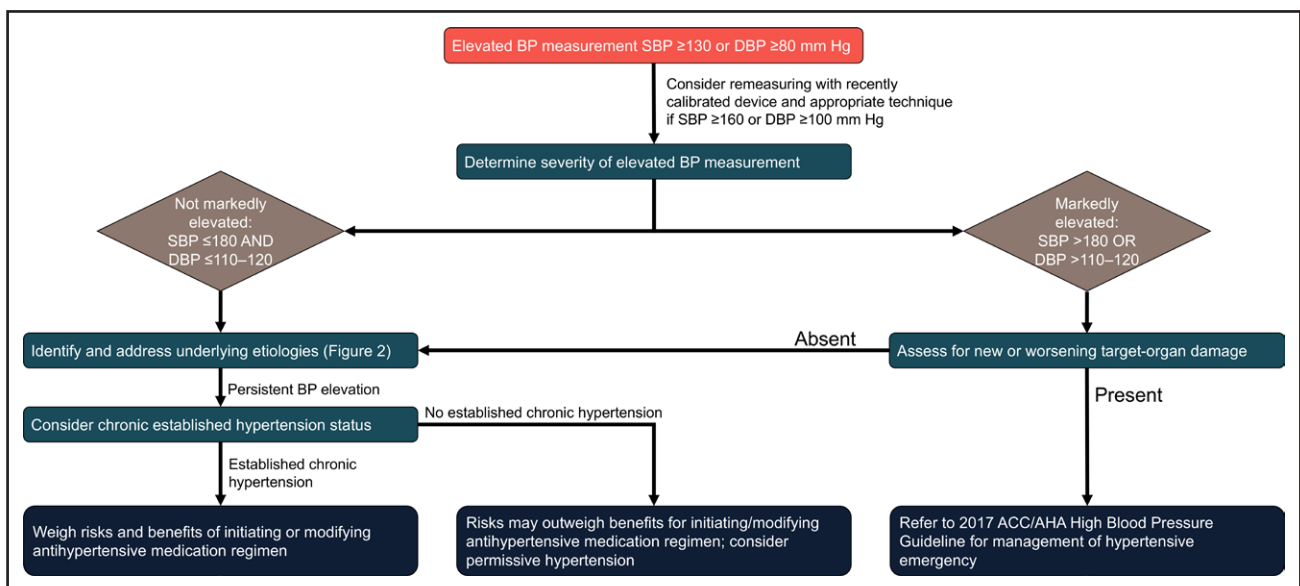 Elevated BP measurement SBP ≥130 or DBP ≥80 mm Hg
Consider remeasuring with recently
calibrated device and appropriate technique
if SBP ≥160 or DBP ≥100 mm Hg
Determine severity of elevated BP measurement
Not markedly
elevated:
SBP ≤180 AND
DBP ≤110–120
Markedly
elevated:
SBP >180 OR
DBP >110–120
Identify and address underlying etiologies (Figure 2)
Absent
Assess for new or worsening target-organ damage
Persistent BP elevation
Present
Consider chronic established hypertension status
No established chronic hypertension
Established chronic
hypertension
Weigh risks and benefits of initiating or modifying
antihypertensive medication regimen
Risks may outweigh benefits for initiating/modifying
antihypertensive medication regimen; consider
permissive hypertension
Refer to 2017 ACC/AHA High Blood Pressure
Guideline for management of hypertensive
emergency